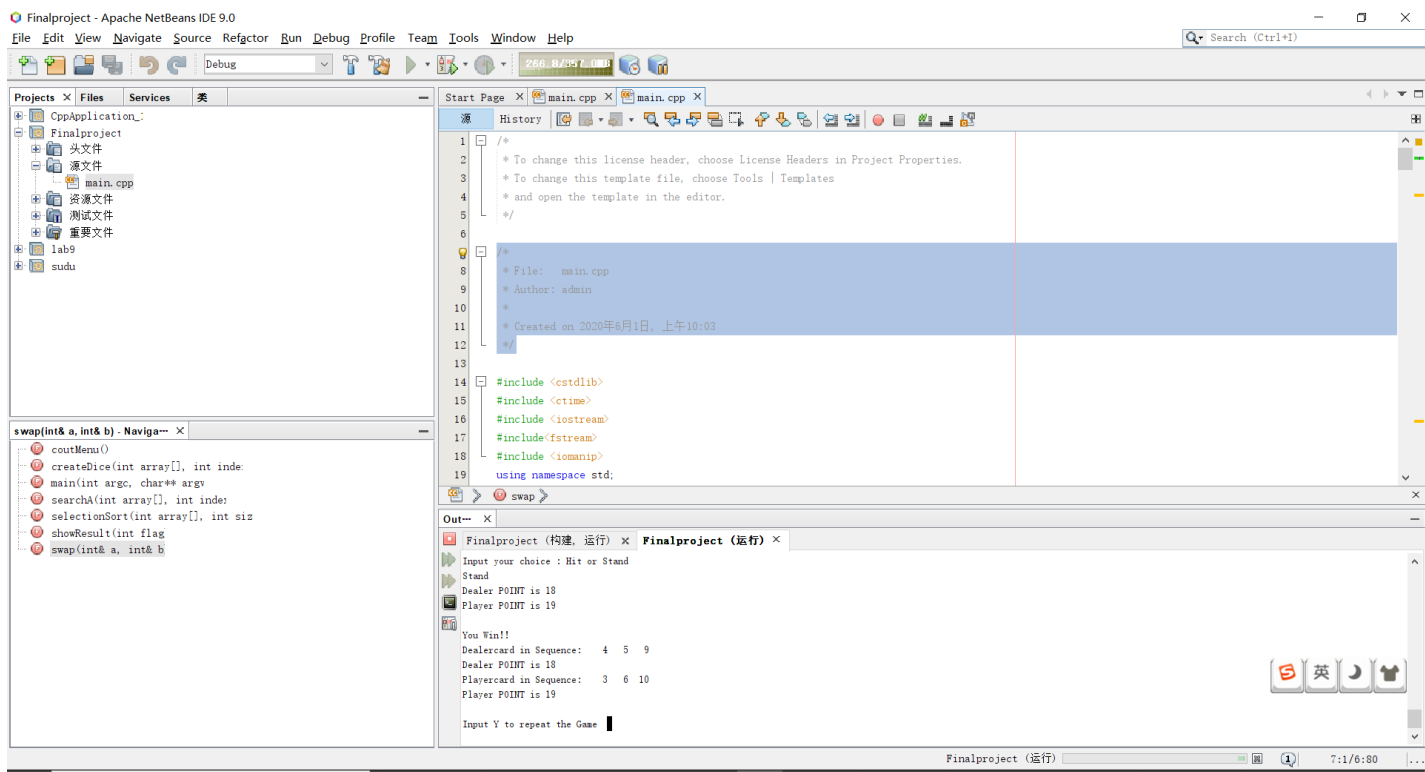 Finalproject - Apache NetBeans IDE 9.0
File Edit View Navigate Source Refactor Run Debug Profile Team Tools Window Help
Search (Ctrl+I)
Debug
Projects Files Services 类
CppApplication_
Finalproject
头文件
源文件
main.cpp
资源文件
测试文件
重要文件
lab9
sudu
swap(int& a, int& b) - Naviga…
coutMenu()
createDice(int array[], int inde
main(int argc, char** argv
searchA(int array[], int index
selectionSort(int array[], int siz
showResult(int flag
swap(int& a, int& b
Start Page main.cpp main.cpp
源 History
1 /*
2 * To change this license header, choose License Headers in Project Properties.
3 * To change this template file, choose Tools | Templates
4 * and open the template in the editor.
5 */
6
/*
8 * File: main.cpp
9 * Author: admin
10 *
11 * Created on 2020年6月1日, 上午10:03
12 */
13
14 #include <cstdlib>
15 #include <ctime>
16 #include <iostream>
17 #include<fstream>
18 #include <iomanip>
19 using namespace std;
swap
Out…
Finalproject (构建, 运行) Finalproject (运行)
Input your choice : Hit or Stand
Stand
Dealer POINT is 18
Player POINT is 19
You Win!!
Dealercard in Sequence: 4 5 9
Dealer POINT is 18
Playercard in Sequence: 3 6 10
Player POINT is 19
Input Y to repeat the Game
英
Finalproject (运行)
1
7:1/6:80